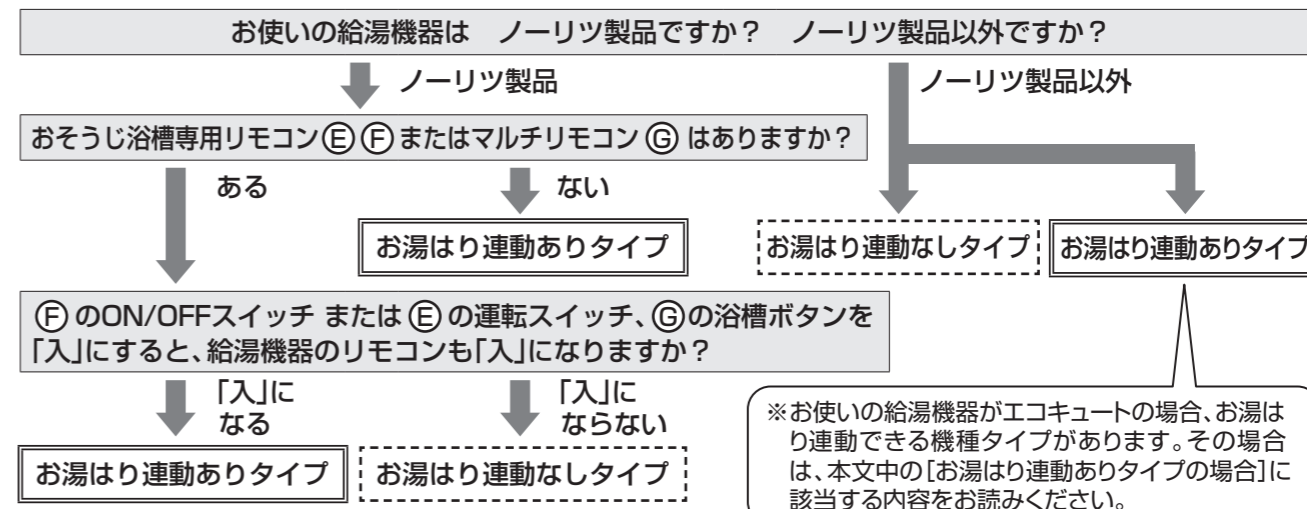 お使いの給湯機器は　ノーリツ製品ですか？　ノーリツ製品以外ですか？
ノーリツ製品
ノーリツ製品以外
おそうじ浴槽専用リモコンⒺⒻまたはマルチリモコンⒼはありますか？
ある
ない
お湯はり連動ありタイプ
お湯はり連動なしタイプ
お湯はり連動ありタイプ
ⒻのON/OFFスイッチ またはⒺの運転スイッチ、Ⓖの浴槽ボタンを
「入」にすると、給湯機器のリモコンも「入」になりますか？
「入」に
なる
「入」に
ならない
お湯はり連動ありタイプ
お湯はり連動なしタイプ
※お使いの給湯機器がエコキュートの場合、お湯は
り連動できる機種タイプがあります。その場合
は、本文中の[お湯はり連動ありタイプの場合]に
該当する内容をお読みください。